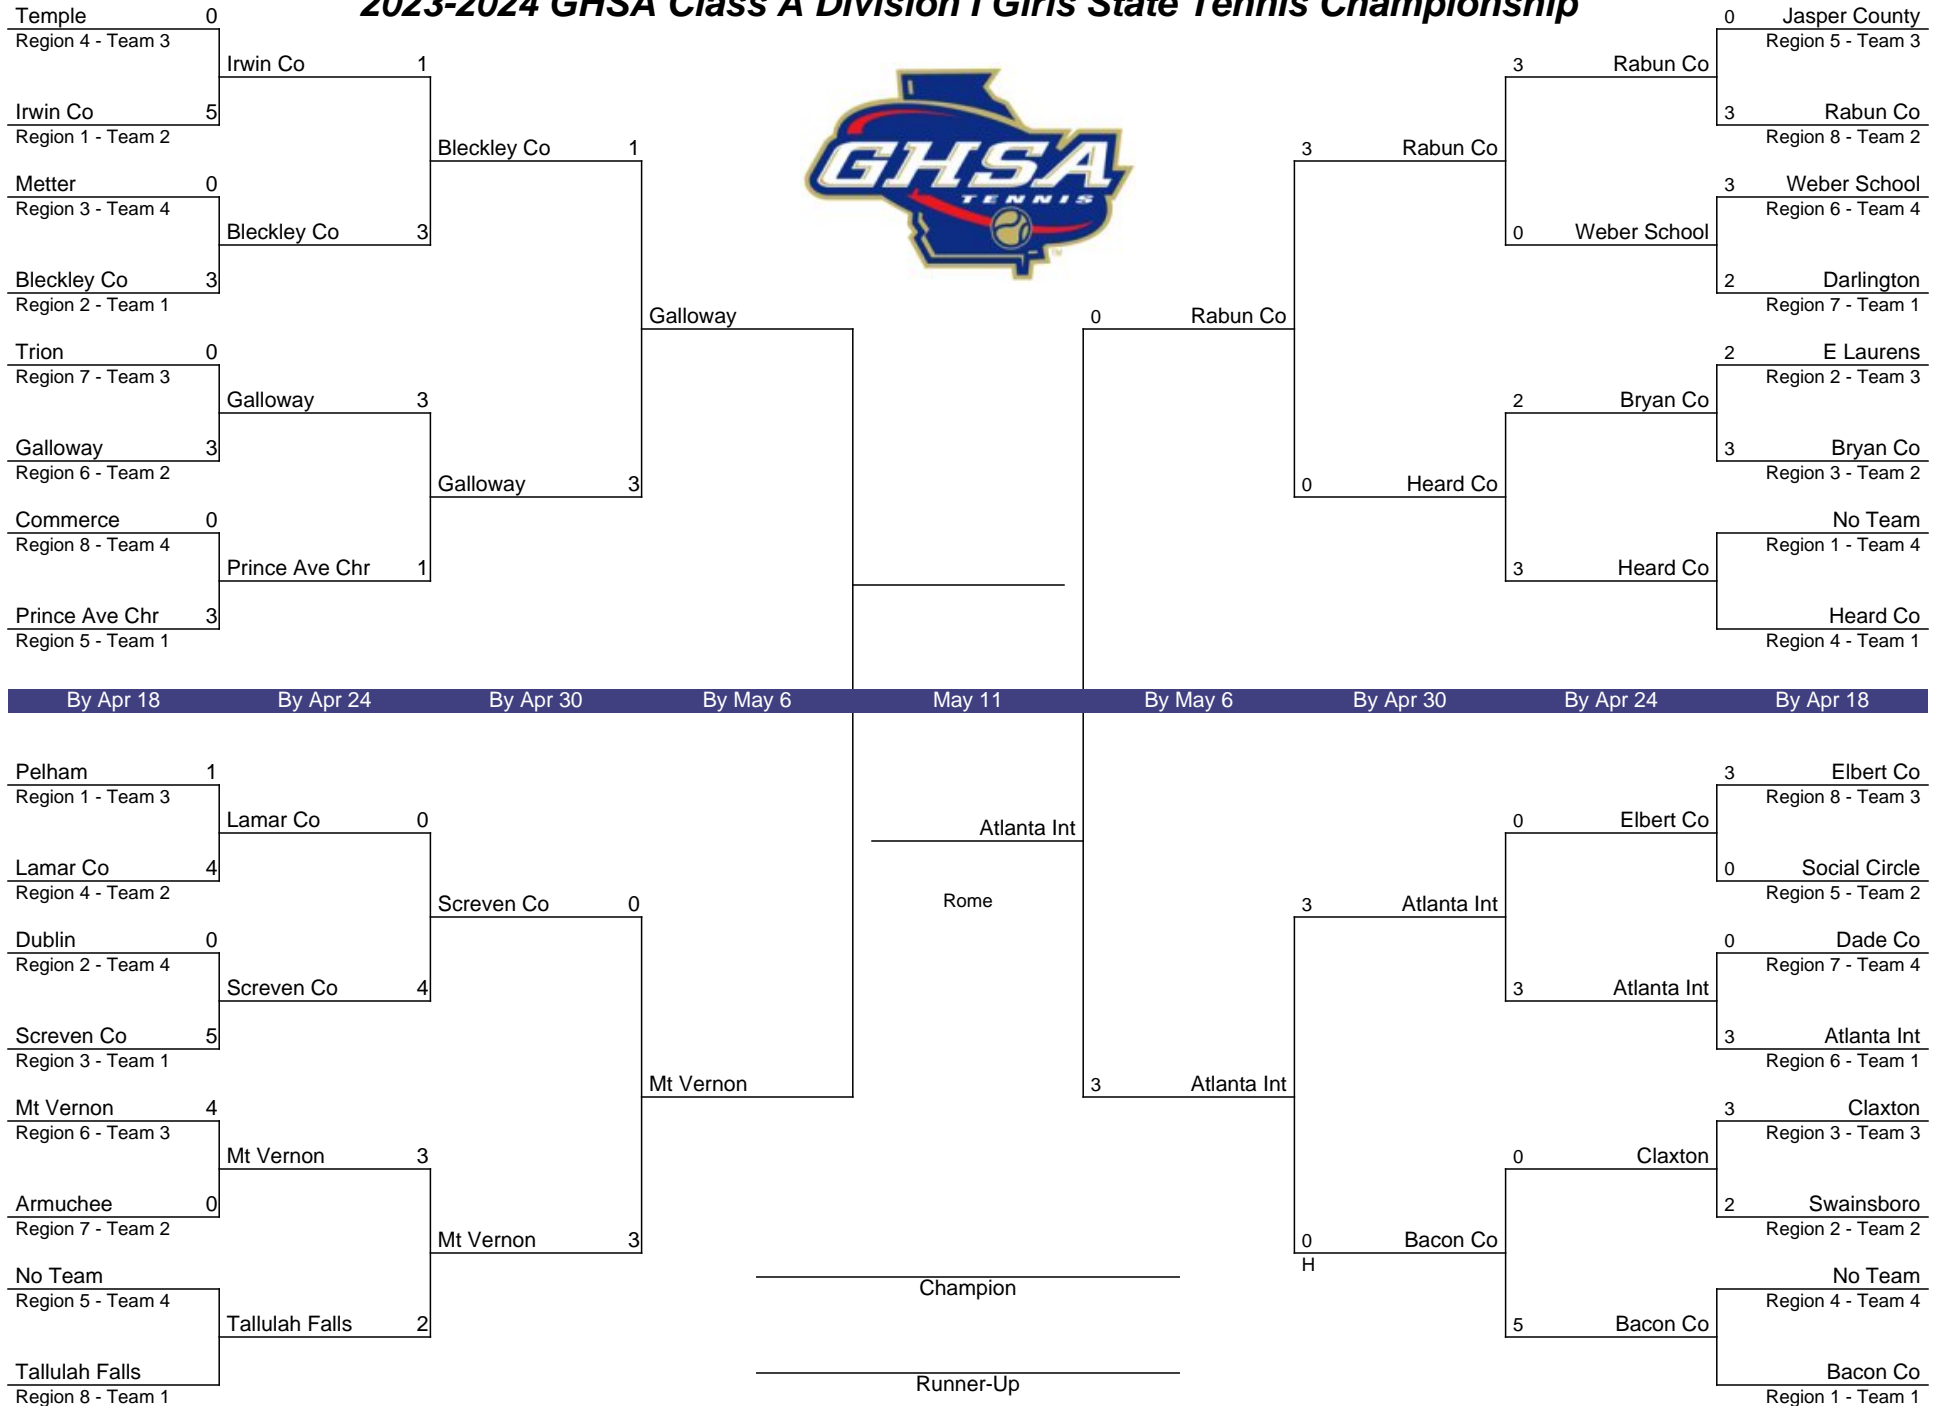 2023-2024 GHSA Class A Division I Girls State Tennis Championship
Temple 0
Region 4 - Team 3
Irwin Co 1
Irwin Co 5
Region 1 - Team 2
Bleckley Co 1
Metter 0
Region 3 - Team 4
Bleckley Co 3
Bleckley Co 3
Region 2 - Team 1
Galloway
Trion 0
Region 7 - Team 3
Galloway 3
Galloway 3
Region 6 - Team 2
Galloway 3
Commerce 0
Region 8 - Team 4
Prince Ave Chr 1
Prince Ave Chr 3
Region 5 - Team 1
GHSA
TENNIS
TM
0 Jasper County
Region 5 - Team 3
3 Rabun Co
3 Rabun Co
Region 8 - Team 2
3 Rabun Co
3 Weber School
Region 6 - Team 4
0 Weber School
2 Darlington
Region 7 - Team 1
0 Rabun Co
2 E Laurens
Region 2 - Team 3
2 Bryan Co
3 Bryan Co
Region 3 - Team 2
0 Heard Co
No Team
Region 1 - Team 4
3 Heard Co
Heard Co
Region 4 - Team 1
By Apr 18 By Apr 24 By Apr 30 By May 6 May 11 By May 6 By Apr 30 By Apr 24 By Apr 18
Pelham 1
Region 1 - Team 3
Lamar Co 0
Lamar Co 4
Region 4 - Team 2
Screven Co 0
Dublin 0
Region 2 - Team 4
Screven Co 4
Screven Co 5
Region 3 - Team 1
Mt Vernon
Mt Vernon 4
Region 6 - Team 3
Mt Vernon 3
Armuchee 0
Region 7 - Team 2
Mt Vernon 3
No Team
Region 5 - Team 4
Tallulah Falls 2
Tallulah Falls
Region 8 - Team 1
Atlanta Int
Rome
Champion
Runner-Up
3 Elbert Co
Region 8 - Team 3
0 Elbert Co
0 Social Circle
Region 5 - Team 2
3 Atlanta Int
0 Dade Co
Region 7 - Team 4
3 Atlanta Int
3 Atlanta Int
Region 6 - Team 1
3 Atlanta Int
3 Claxton
Region 3 - Team 3
0 Claxton
2 Swainsboro
Region 2 - Team 2
0 Bacon Co
H
No Team
Region 4 - Team 4
5 Bacon Co
Bacon Co
Region 1 - Team 1